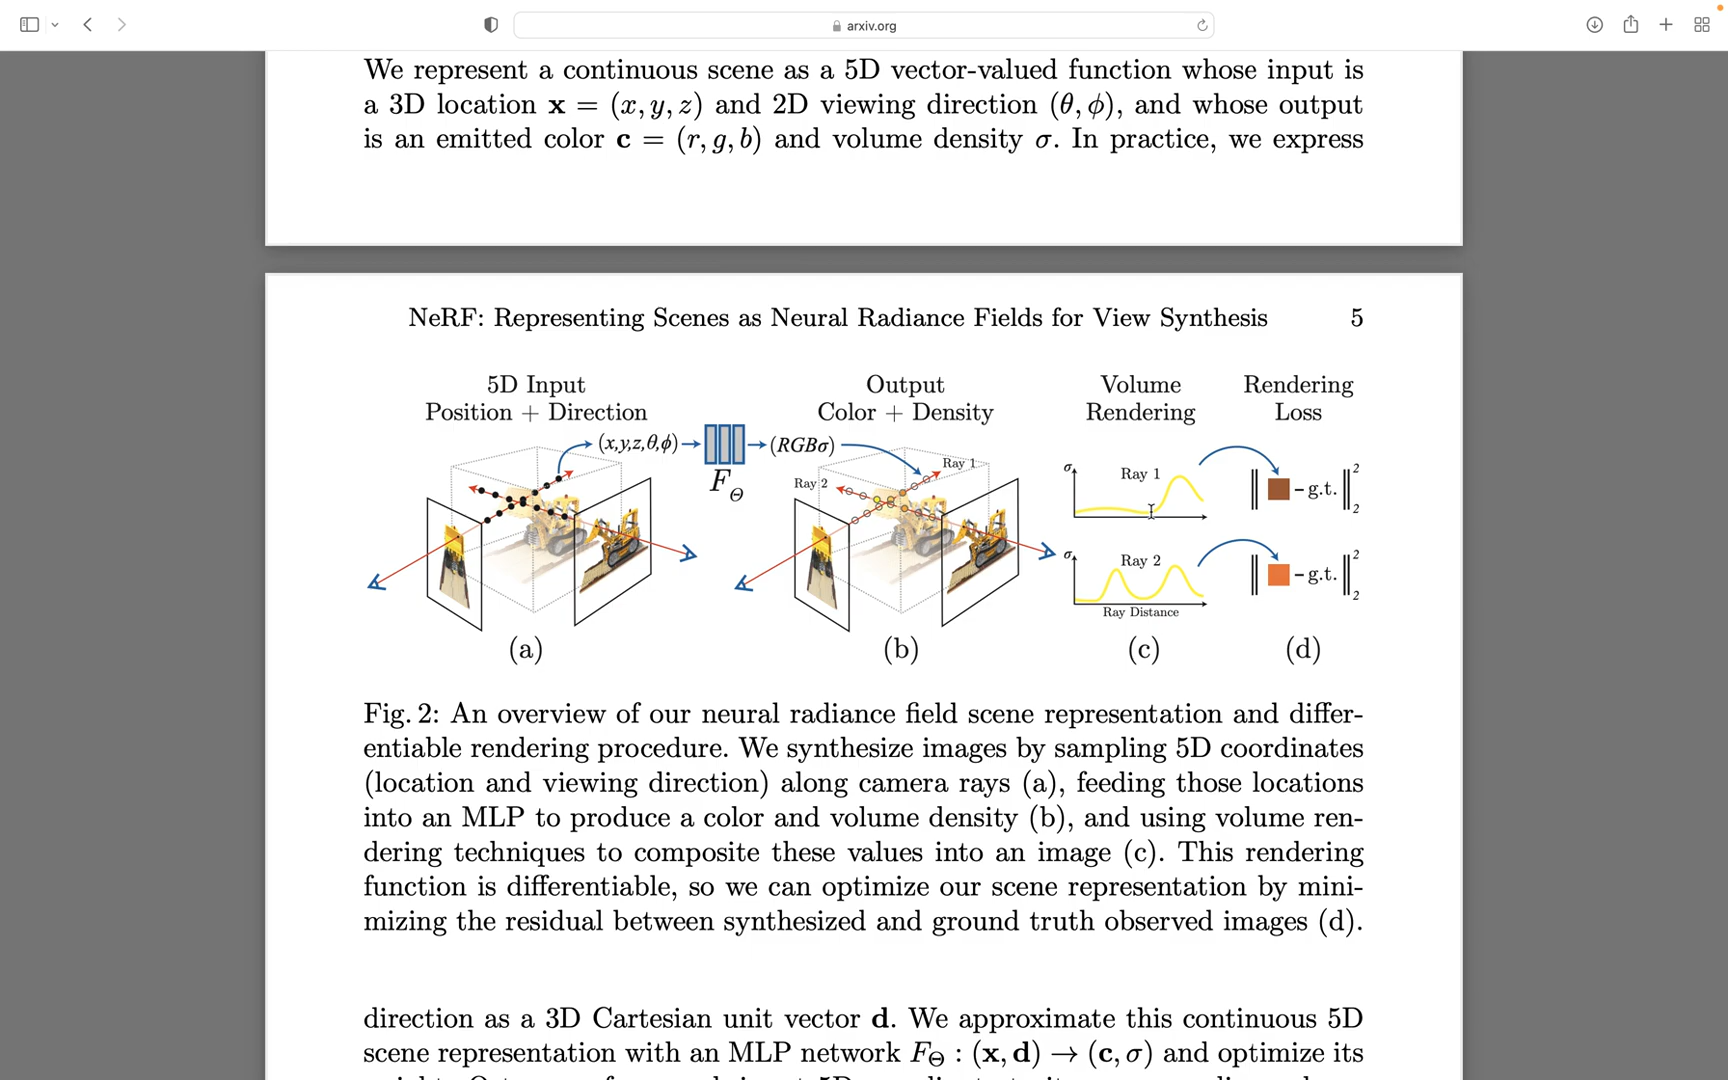 arxiv.org
We represent a continuous scene as a 5D vector-valued function whose input is
a 3D location x = (x, y, z) and 2D viewing direction (θ, ϕ), and whose output
is an emitted color c = (r, g, b) and volume density σ. In practice, we express
NeRF: Representing Scenes as Neural Radiance Fields for View Synthesis 5
5D Input
Position + Direction
Output
Color + Density
Volume
Rendering
Rendering
Loss
(x,y,z,θ,ϕ)
F_Θ
(RGBσ)
Ray 1
Ray 2
σ
Ray 1
σ
Ray 2
Ray Distance
‖ – g.t. ‖²₂
‖ – g.t. ‖²₂
(a) (b) (c) (d)
Fig. 2: An overview of our neural radiance field scene representation and differ-
entiable rendering procedure. We synthesize images by sampling 5D coordinates
(location and viewing direction) along camera rays (a), feeding those locations
into an MLP to produce a color and volume density (b), and using volume ren-
dering techniques to composite these values into an image (c). This rendering
function is differentiable, so we can optimize our scene representation by mini-
mizing the residual between synthesized and ground truth observed images (d).
direction as a 3D Cartesian unit vector d. We approximate this continuous 5D
scene representation with an MLP network F_Θ : (x, d) → (c, σ) and optimize its